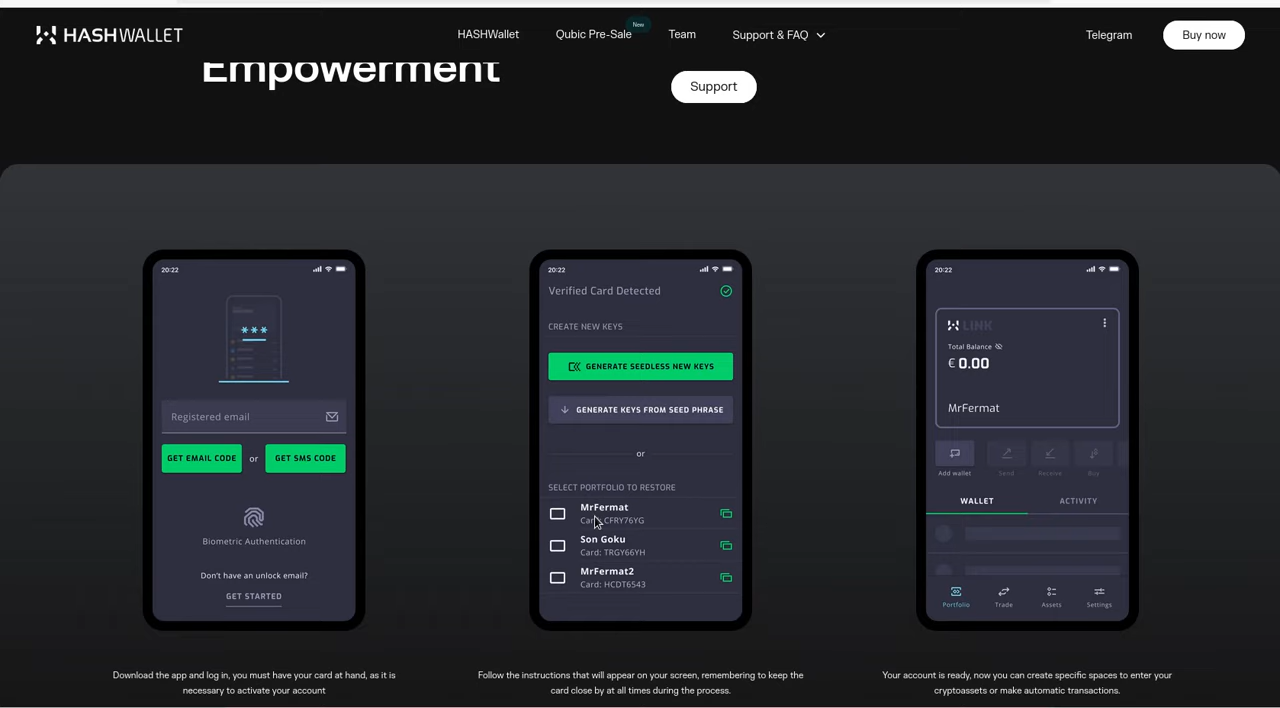 HASHWALLET
HASHWallet
Qubic Pre-Sale
New
Team
Support & FAQ
Telegram
Buy now
Empowerment
Support
20:22
***
Registered email
GET EMAIL CODE or GET SMS CODE
Biometric Authentication
Don't have an unlock email?
GET STARTED
Download the app and log in, you must have your card at hand, as it is
necessary to activate your account
20:22
Verified Card Detected
CREATE NEW KEYS
GENERATE SEEDLESS NEW KEYS
GENERATE KEYS FROM SEED PHRASE
or
SELECT PORTFOLIO TO RESTORE
MrFermat
CFRY76YG
Son Goku
Card: TRGY66YH
MrFermat2
Card: HCDT6543
Follow the instructions that will appear on your screen, remembering to keep the
card close by at all times during the process.
20:22
LINK
Total Balance
€ 0.00
MrFermat
Add wallet
Send
Receive
Buy
WALLET
ACTIVITY
Portfolio
Trade
Assets
Settings
Your account is ready, now you can create specific spaces to enter your
cryptoassets or make automatic transactions.